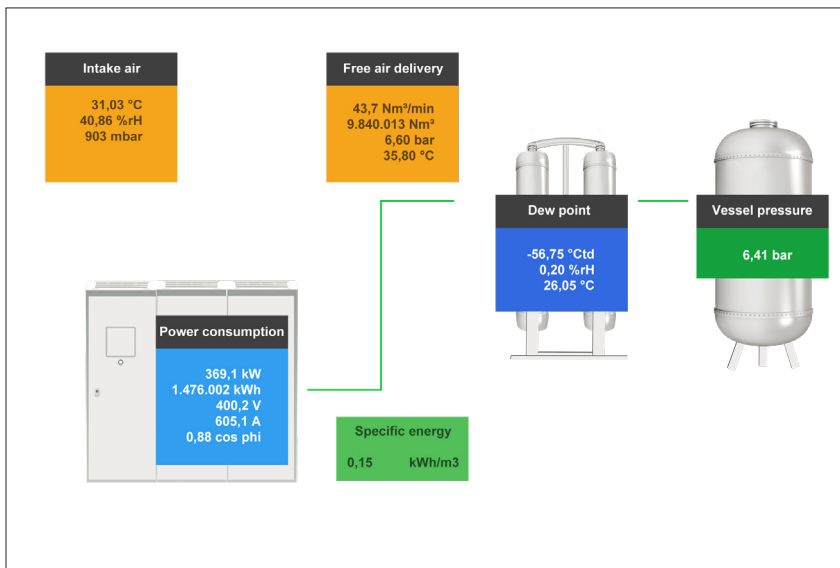 Intake air
31,03 °C
40,86 %rH
903 mbar
Free air delivery
43,7 Nm³/min
9.840.013 Nm³
6,60 bar
35,80 °C
Dew point
-56,75 °Ctd
0,20 %rH
26,05 °C
Vessel pressure
6,41 bar
Power consumption
369,1 kW
1.476.002 kWh
400,2 V
605,1 A
0,88 cos phi
Specific energy
0,15 kWh/m3